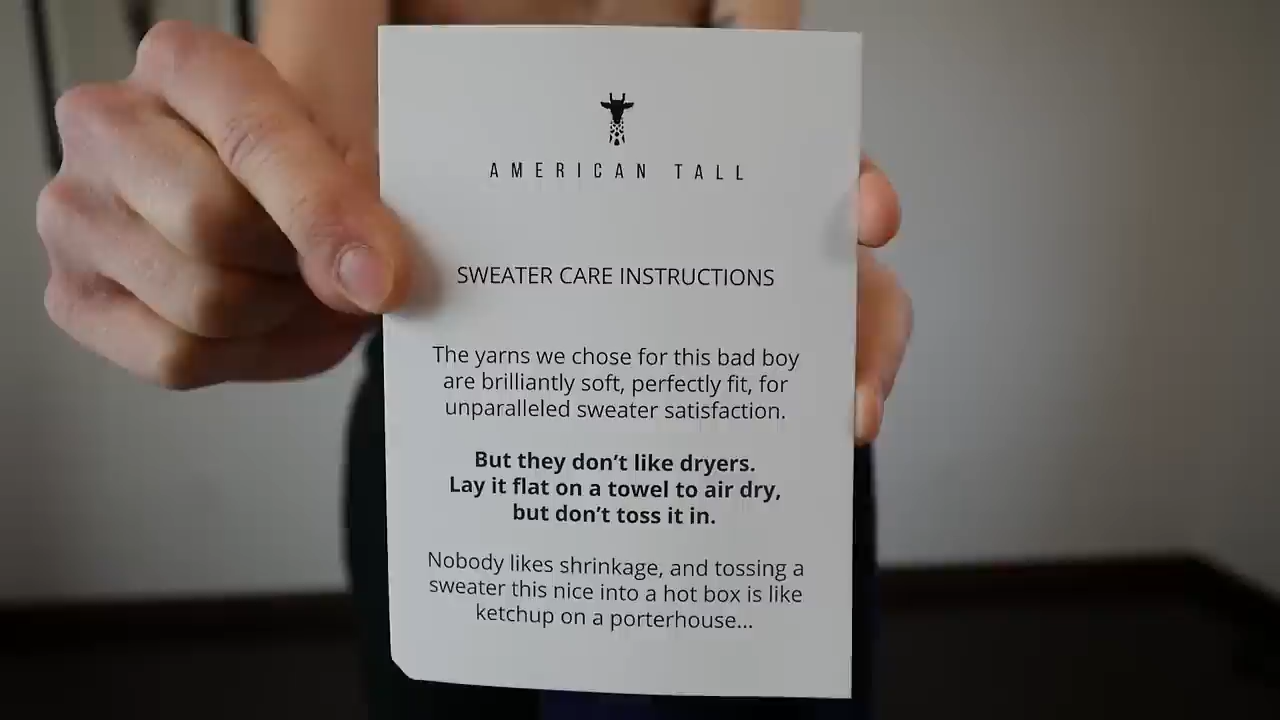 AMERICAN TALL
SWEATER CARE INSTRUCTIONS
The yarns we chose for this bad boy
are brilliantly soft, perfectly fit, for
unparalleled sweater satisfaction.
But they don't like dryers.
Lay it flat on a towel to air dry,
but don't toss it in.
Nobody likes shrinkage, and tossing a
sweater this nice into a hot box is like
ketchup on a porterhouse...